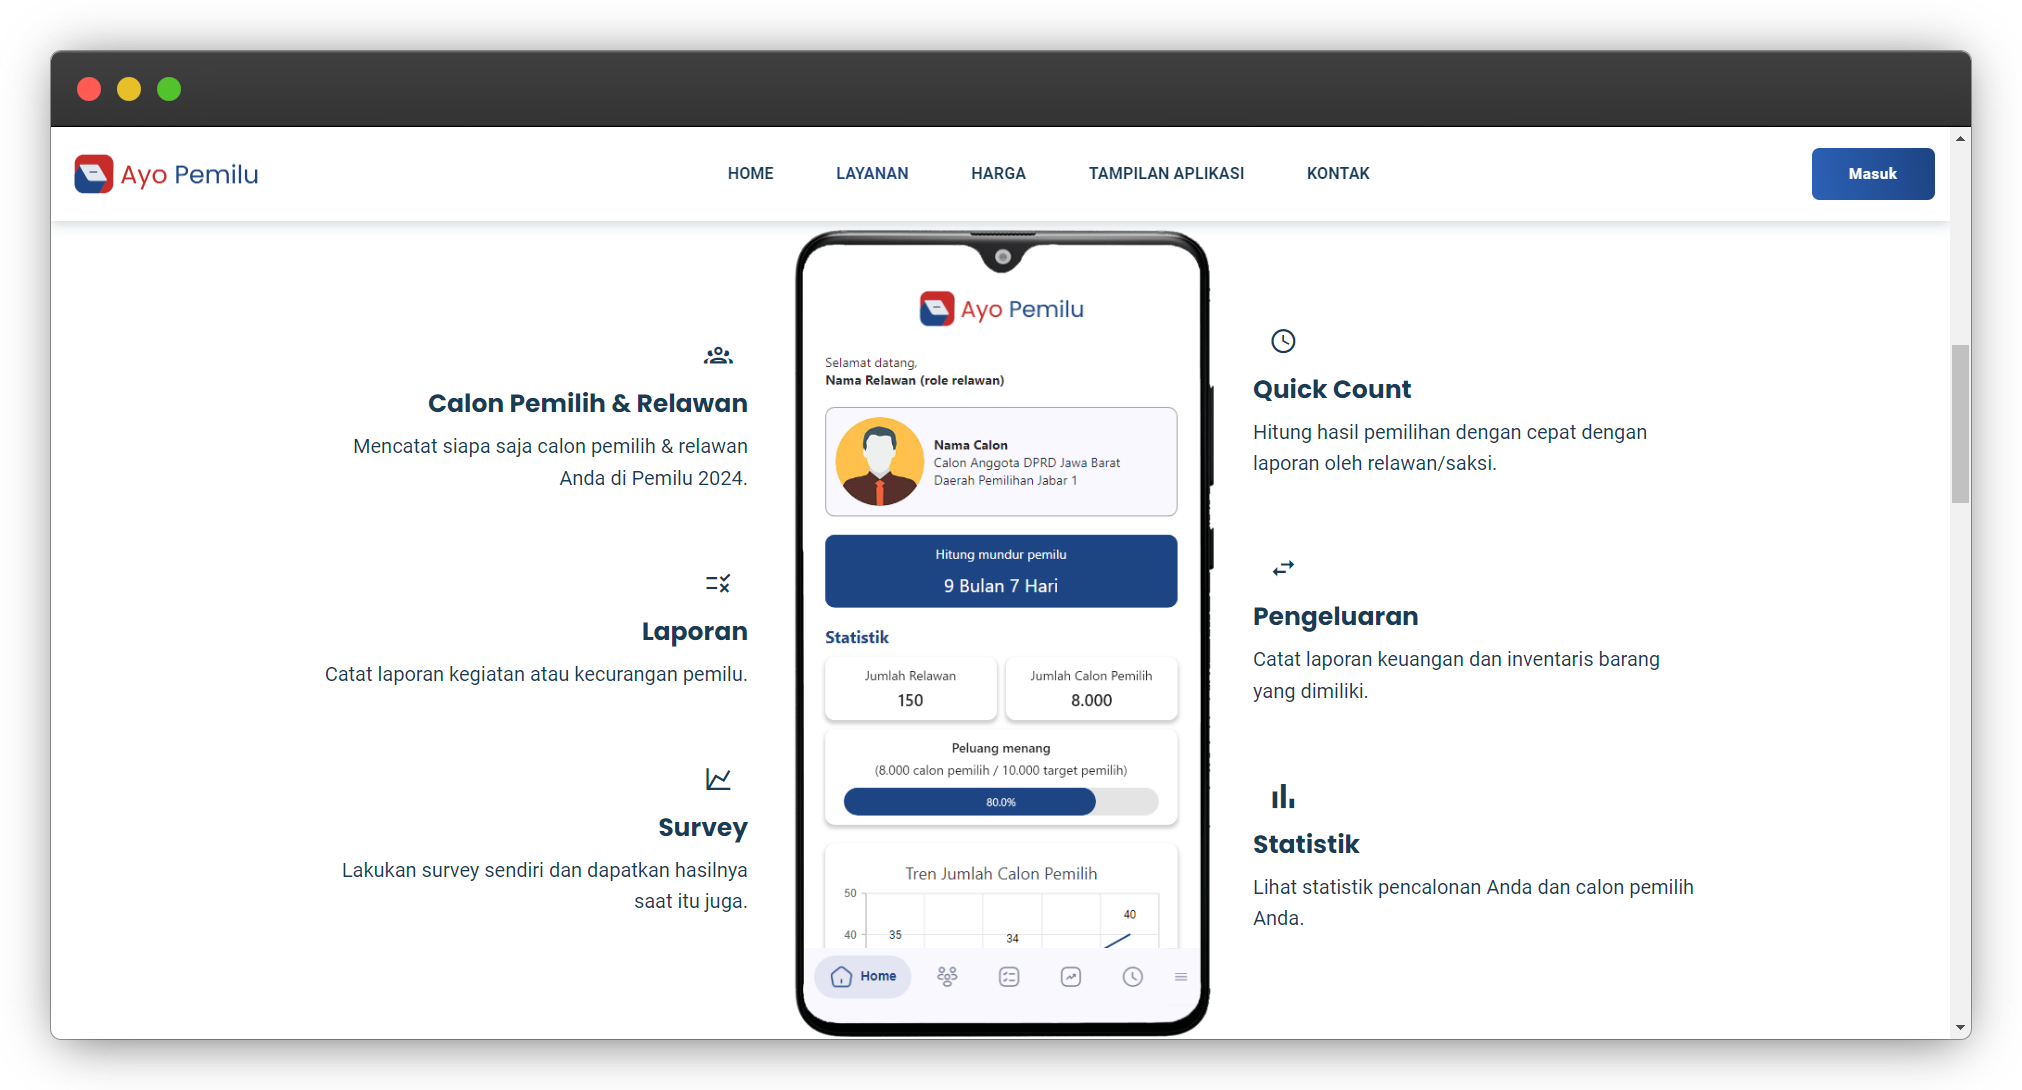 Ayo Pemilu
HOME
LAYANAN
HARGA
TAMPILAN APLIKASI
KONTAK
Masuk
Calon Pemilih & Relawan
Mencatat siapa saja calon pemilih & relawan
Anda di Pemilu 2024.
Laporan
Catat laporan kegiatan atau kecurangan pemilu.
Survey
Lakukan survey sendiri dan dapatkan hasilnya
saat itu juga.
Ayo Pemilu
Selamat datang,
Nama Relawan (role relawan)
Nama Calon
Calon Anggota DPRD Jawa Barat
Daerah Pemilihan Jabar 1
Hitung mundur pemilu
9 Bulan 7 Hari
Statistik
Jumlah Relawan
150
Jumlah Calon Pemilih
8.000
Peluang menang
(8.000 calon pemilih / 10.000 target pemilih)
80.0%
Tren Jumlah Calon Pemilih
50
40
35
34
40
Home
Quick Count
Hitung hasil pemilihan dengan cepat dengan
laporan oleh relawan/saksi.
Pengeluaran
Catat laporan keuangan dan inventaris barang
yang dimiliki.
Statistik
Lihat statistik pencalonan Anda dan calon pemilih
Anda.